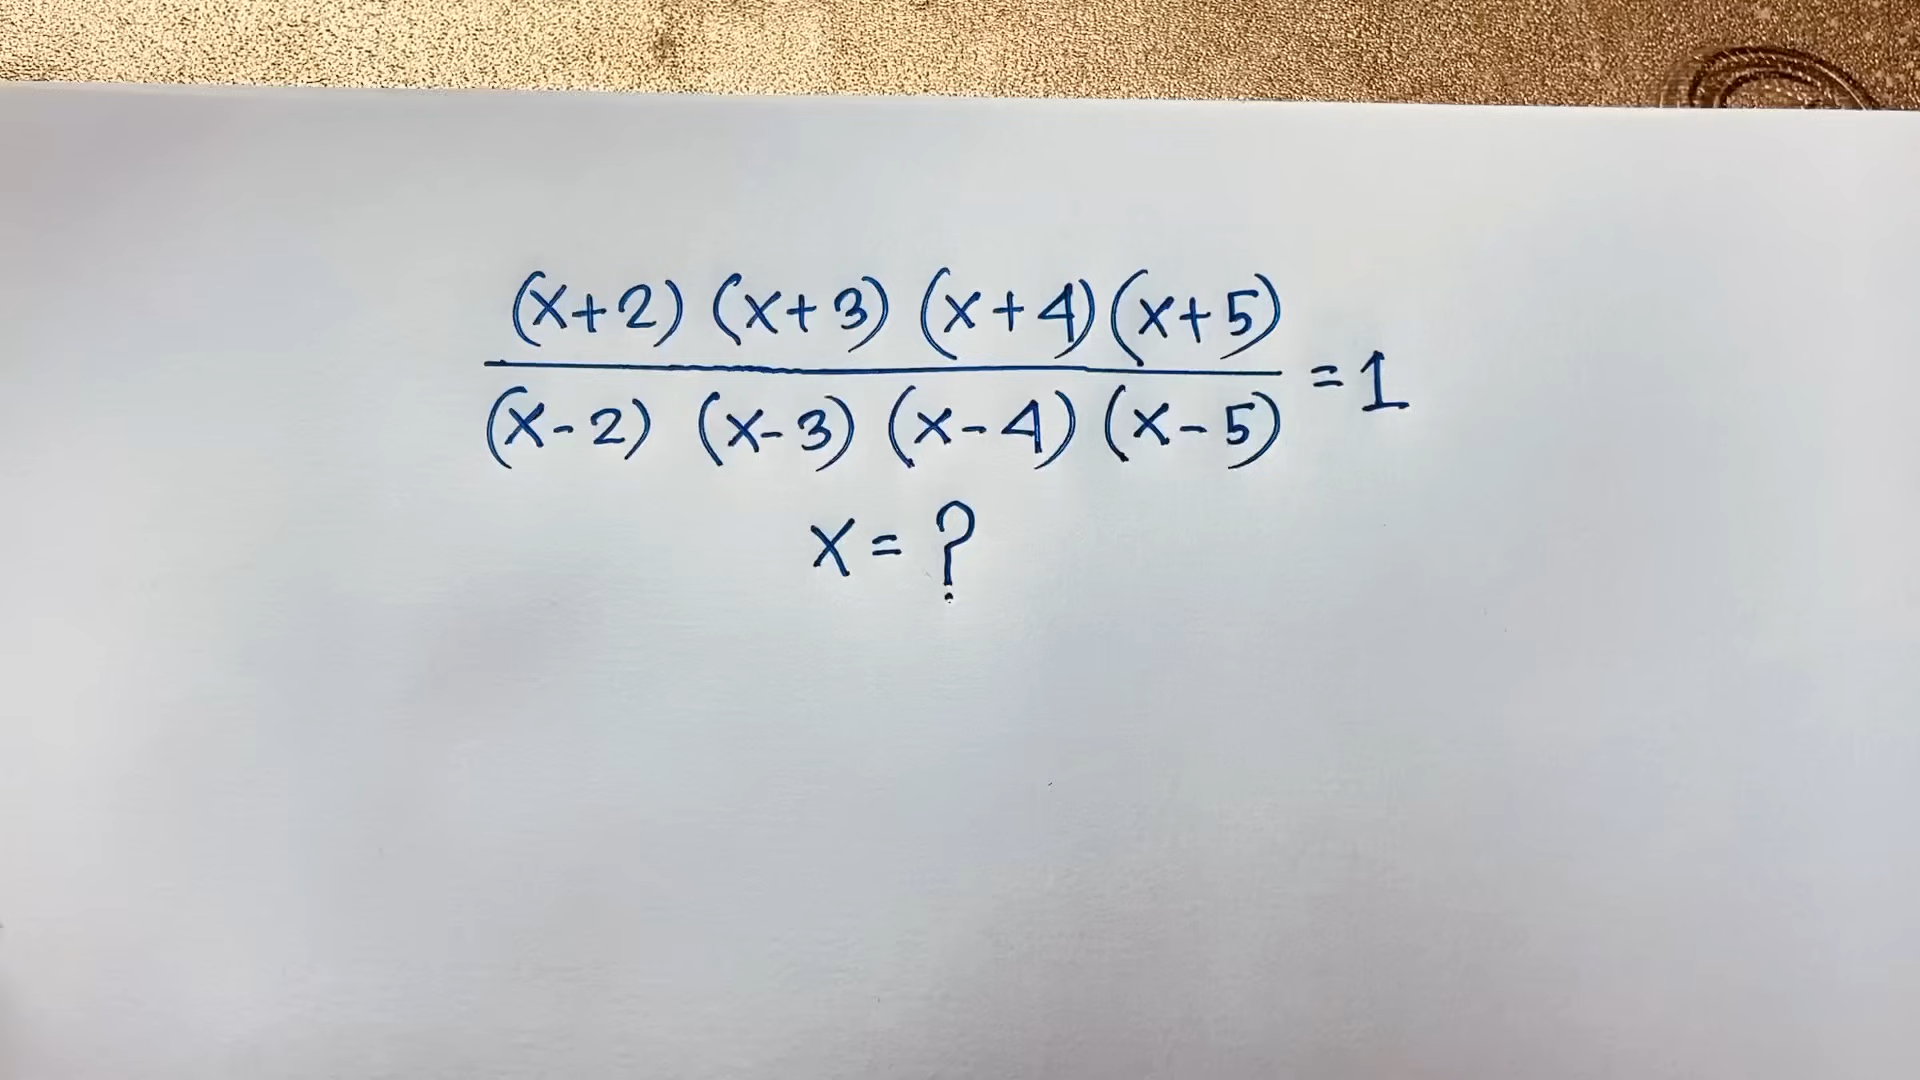 (x+2) (x+3) (x+4)(x+5)
(x-2) (x-3) (x-4) (x-5) = 1
x = ?